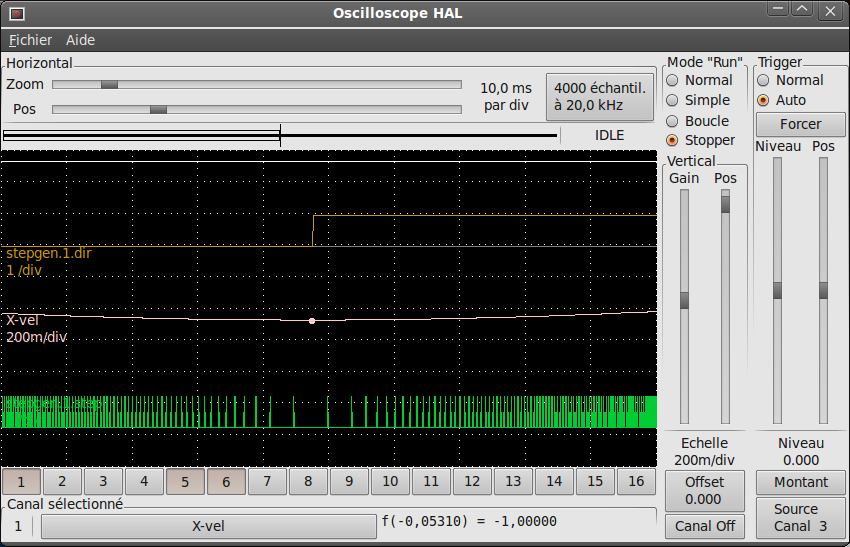 Oscilloscope HAL
Fichier Aide
Horizontal
Zoom
Pos
10,0 ms
par div
4000 échantil.
à 20,0 kHz
IDLE
Mode "Run"
Normal
Simple
Boucle
Stopper
Trigger
Normal
Auto
Forcer
Niveau Pos
Vertical
Gain Pos
stepgen.1.dir
1 /div
X-vel
200m/div
Echelle
200m/div
Niveau
0.000
1 2 3 4 5 6 7 8 9 10 11 12 13 14 15 16
Offset
0.000
Canal Off
Montant
Source
Canal 3
Canal sélectionné
1 X-vel f(-0,05310) = -1,00000